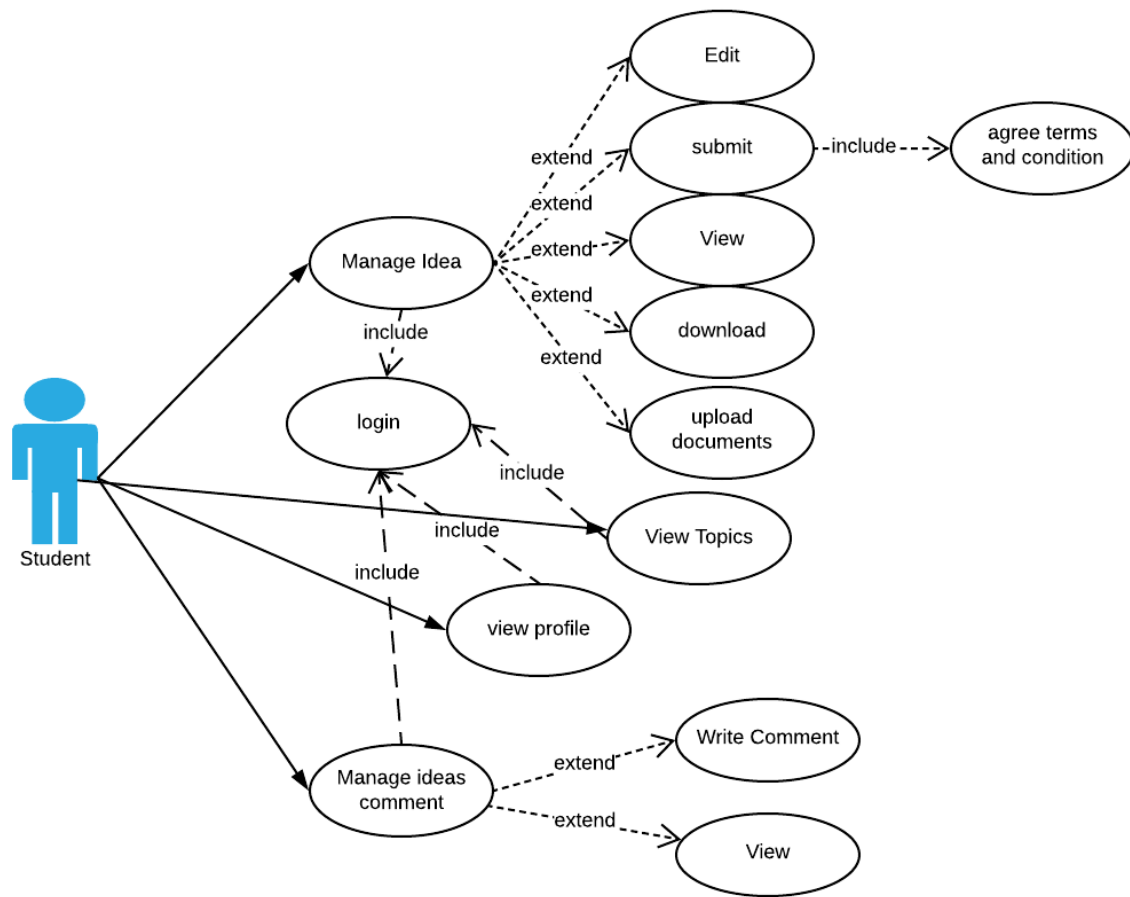 Edit
submit
include
agree terms
and condition
extend
extend
View
extend
Manage Idea
extend
download
include
extend
upload
documents
login
include
View Topics
include
Student
include
view profile
Write Comment
extend
Manage ideas
comment
extend
View